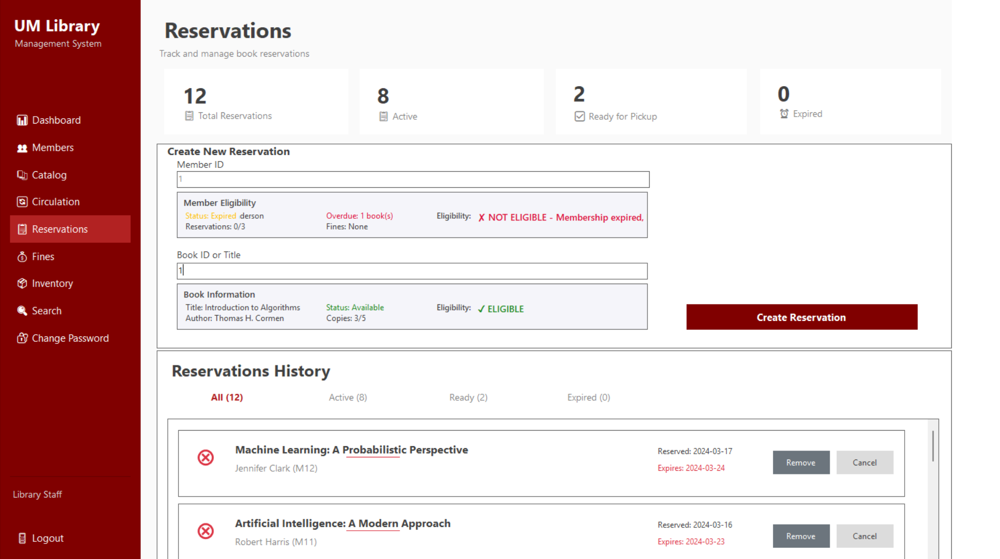 UM Library
Management System
Dashboard
Members
Catalog
Circulation
Reservations
Fines
Inventory
Search
Change Password
Library Staff
Logout
Reservations
Track and manage book reservations
12
Total Reservations
8
Active
2
Ready for Pickup
0
Expired
Create New Reservation
Member ID
1
Member Eligibility
Status: Expired derson
Reservations: 0/3
Overdue: 1 book(s)
Fines: None
Eligibility: ✗ NOT ELIGIBLE - Membership expired,
Book ID or Title
1
Book Information
Title: Introduction to Algorithms
Author: Thomas H. Cormen
Status: Available
Copies: 3/5
Eligibility: ✓ ELIGIBLE
Create Reservation
Reservations History
All (12) Active (8) Ready (2) Expired (0)
Machine Learning: A Probabilistic Perspective
Jennifer Clark (M12)
Reserved: 2024-03-17
Expires: 2024-03-24
Remove Cancel
Artificial Intelligence: A Modern Approach
Robert Harris (M11)
Reserved: 2024-03-16
Expires: 2024-03-23
Remove Cancel